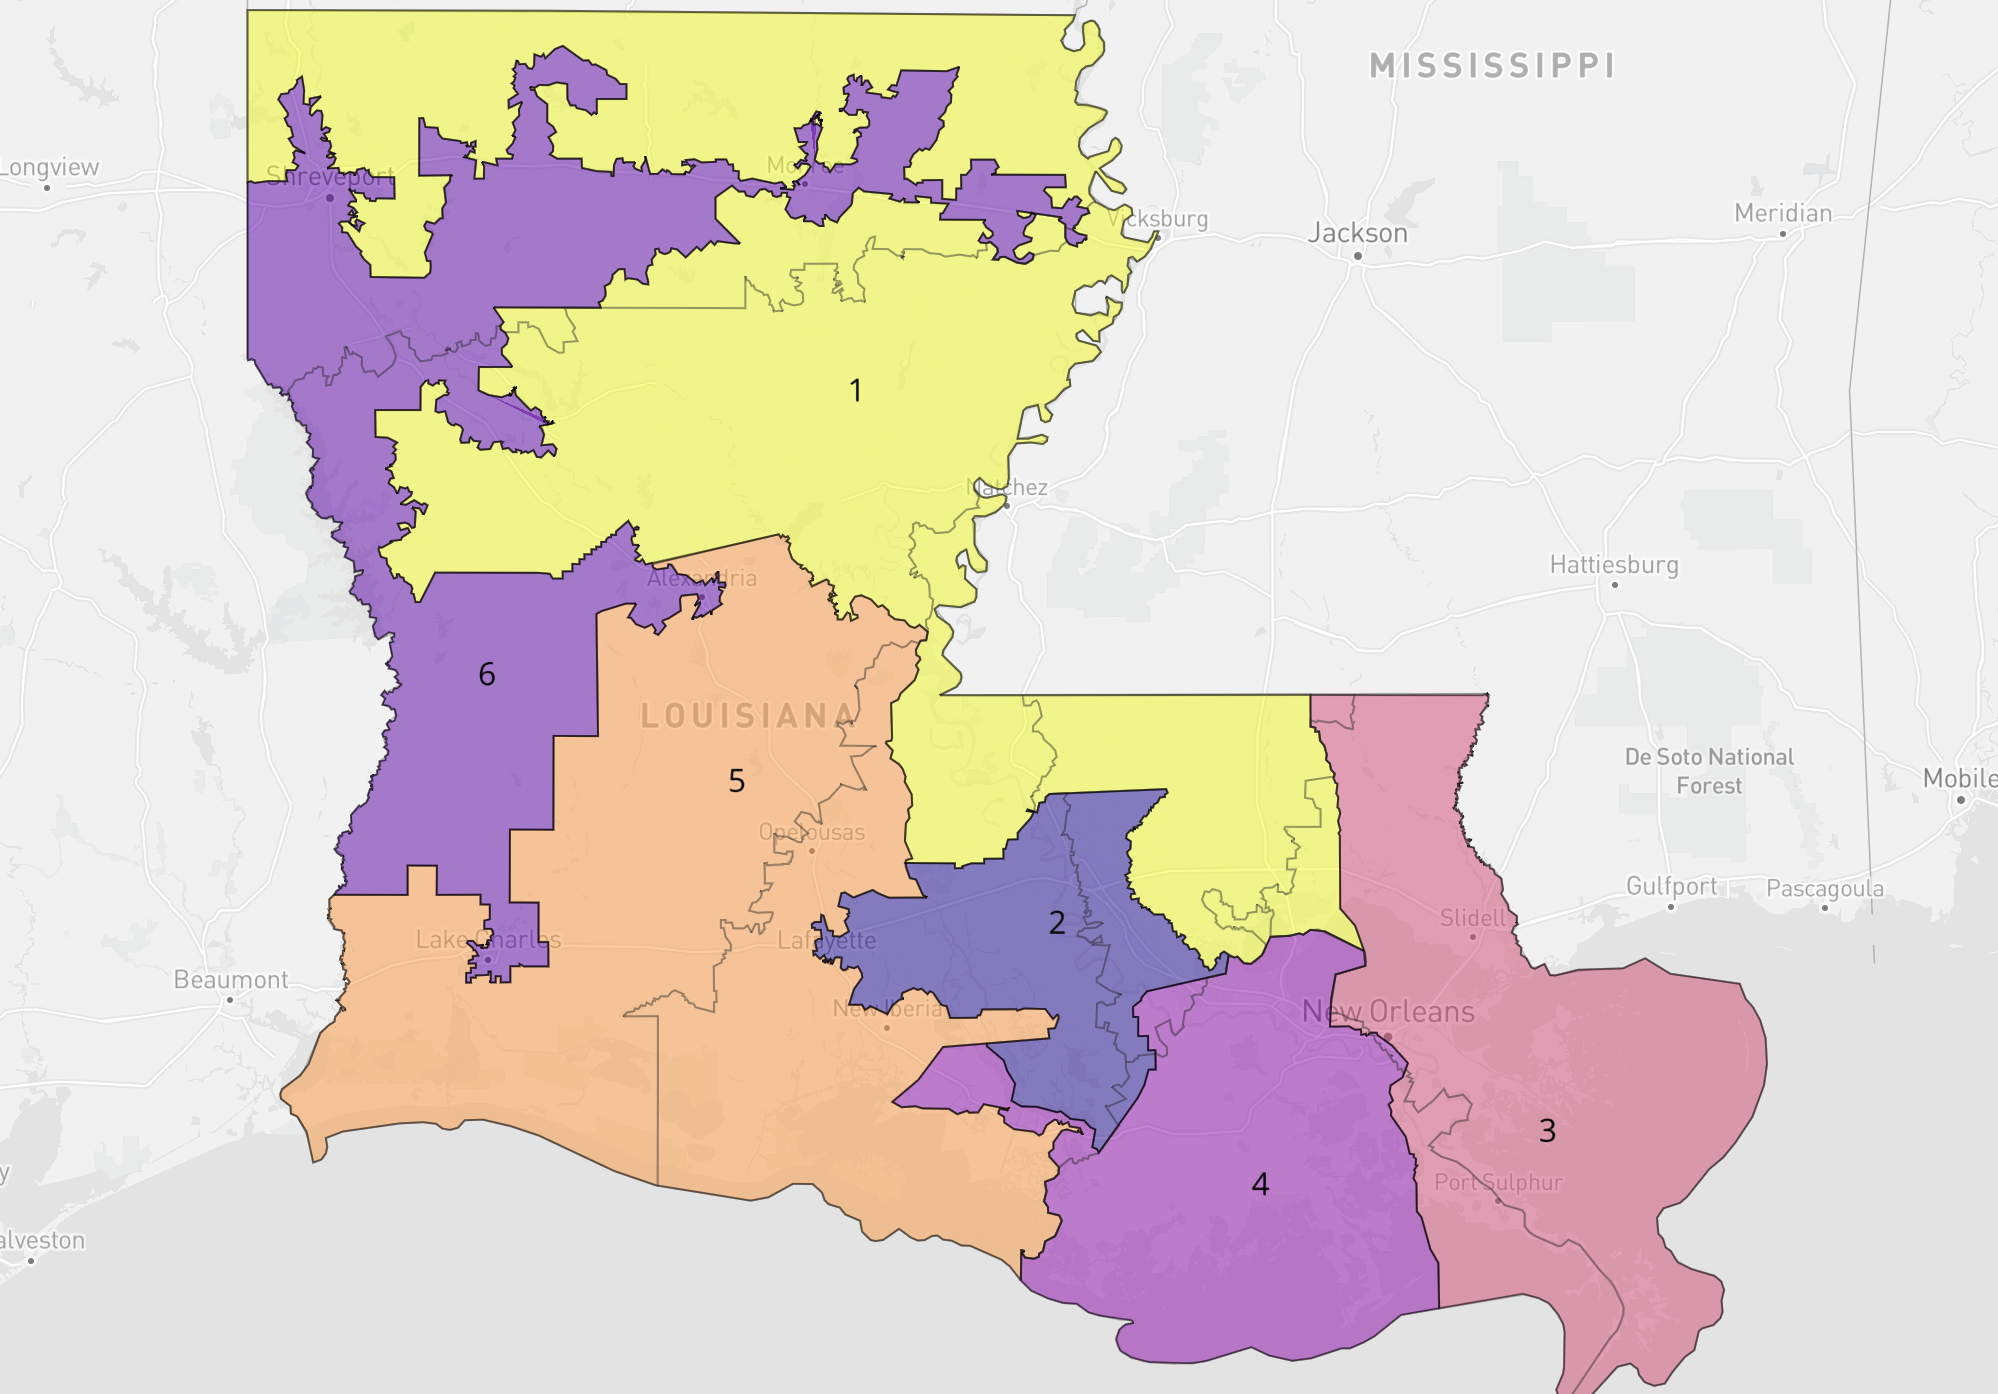 MISSISSIPPI
Longview
Shreveport
Monroe
Vicksburg
Jackson
Meridian
1
Natchez
Alexandria
Hattiesburg
6
LOUISIANA
5
De Soto National
Forest
Mobile
Opelousas
Gulfport
Pascagoula
2
Slidell
Lake Charles
Lafayette
Beaumont
New Iberia
New Orleans
3
4
Port Sulphur
y
alveston